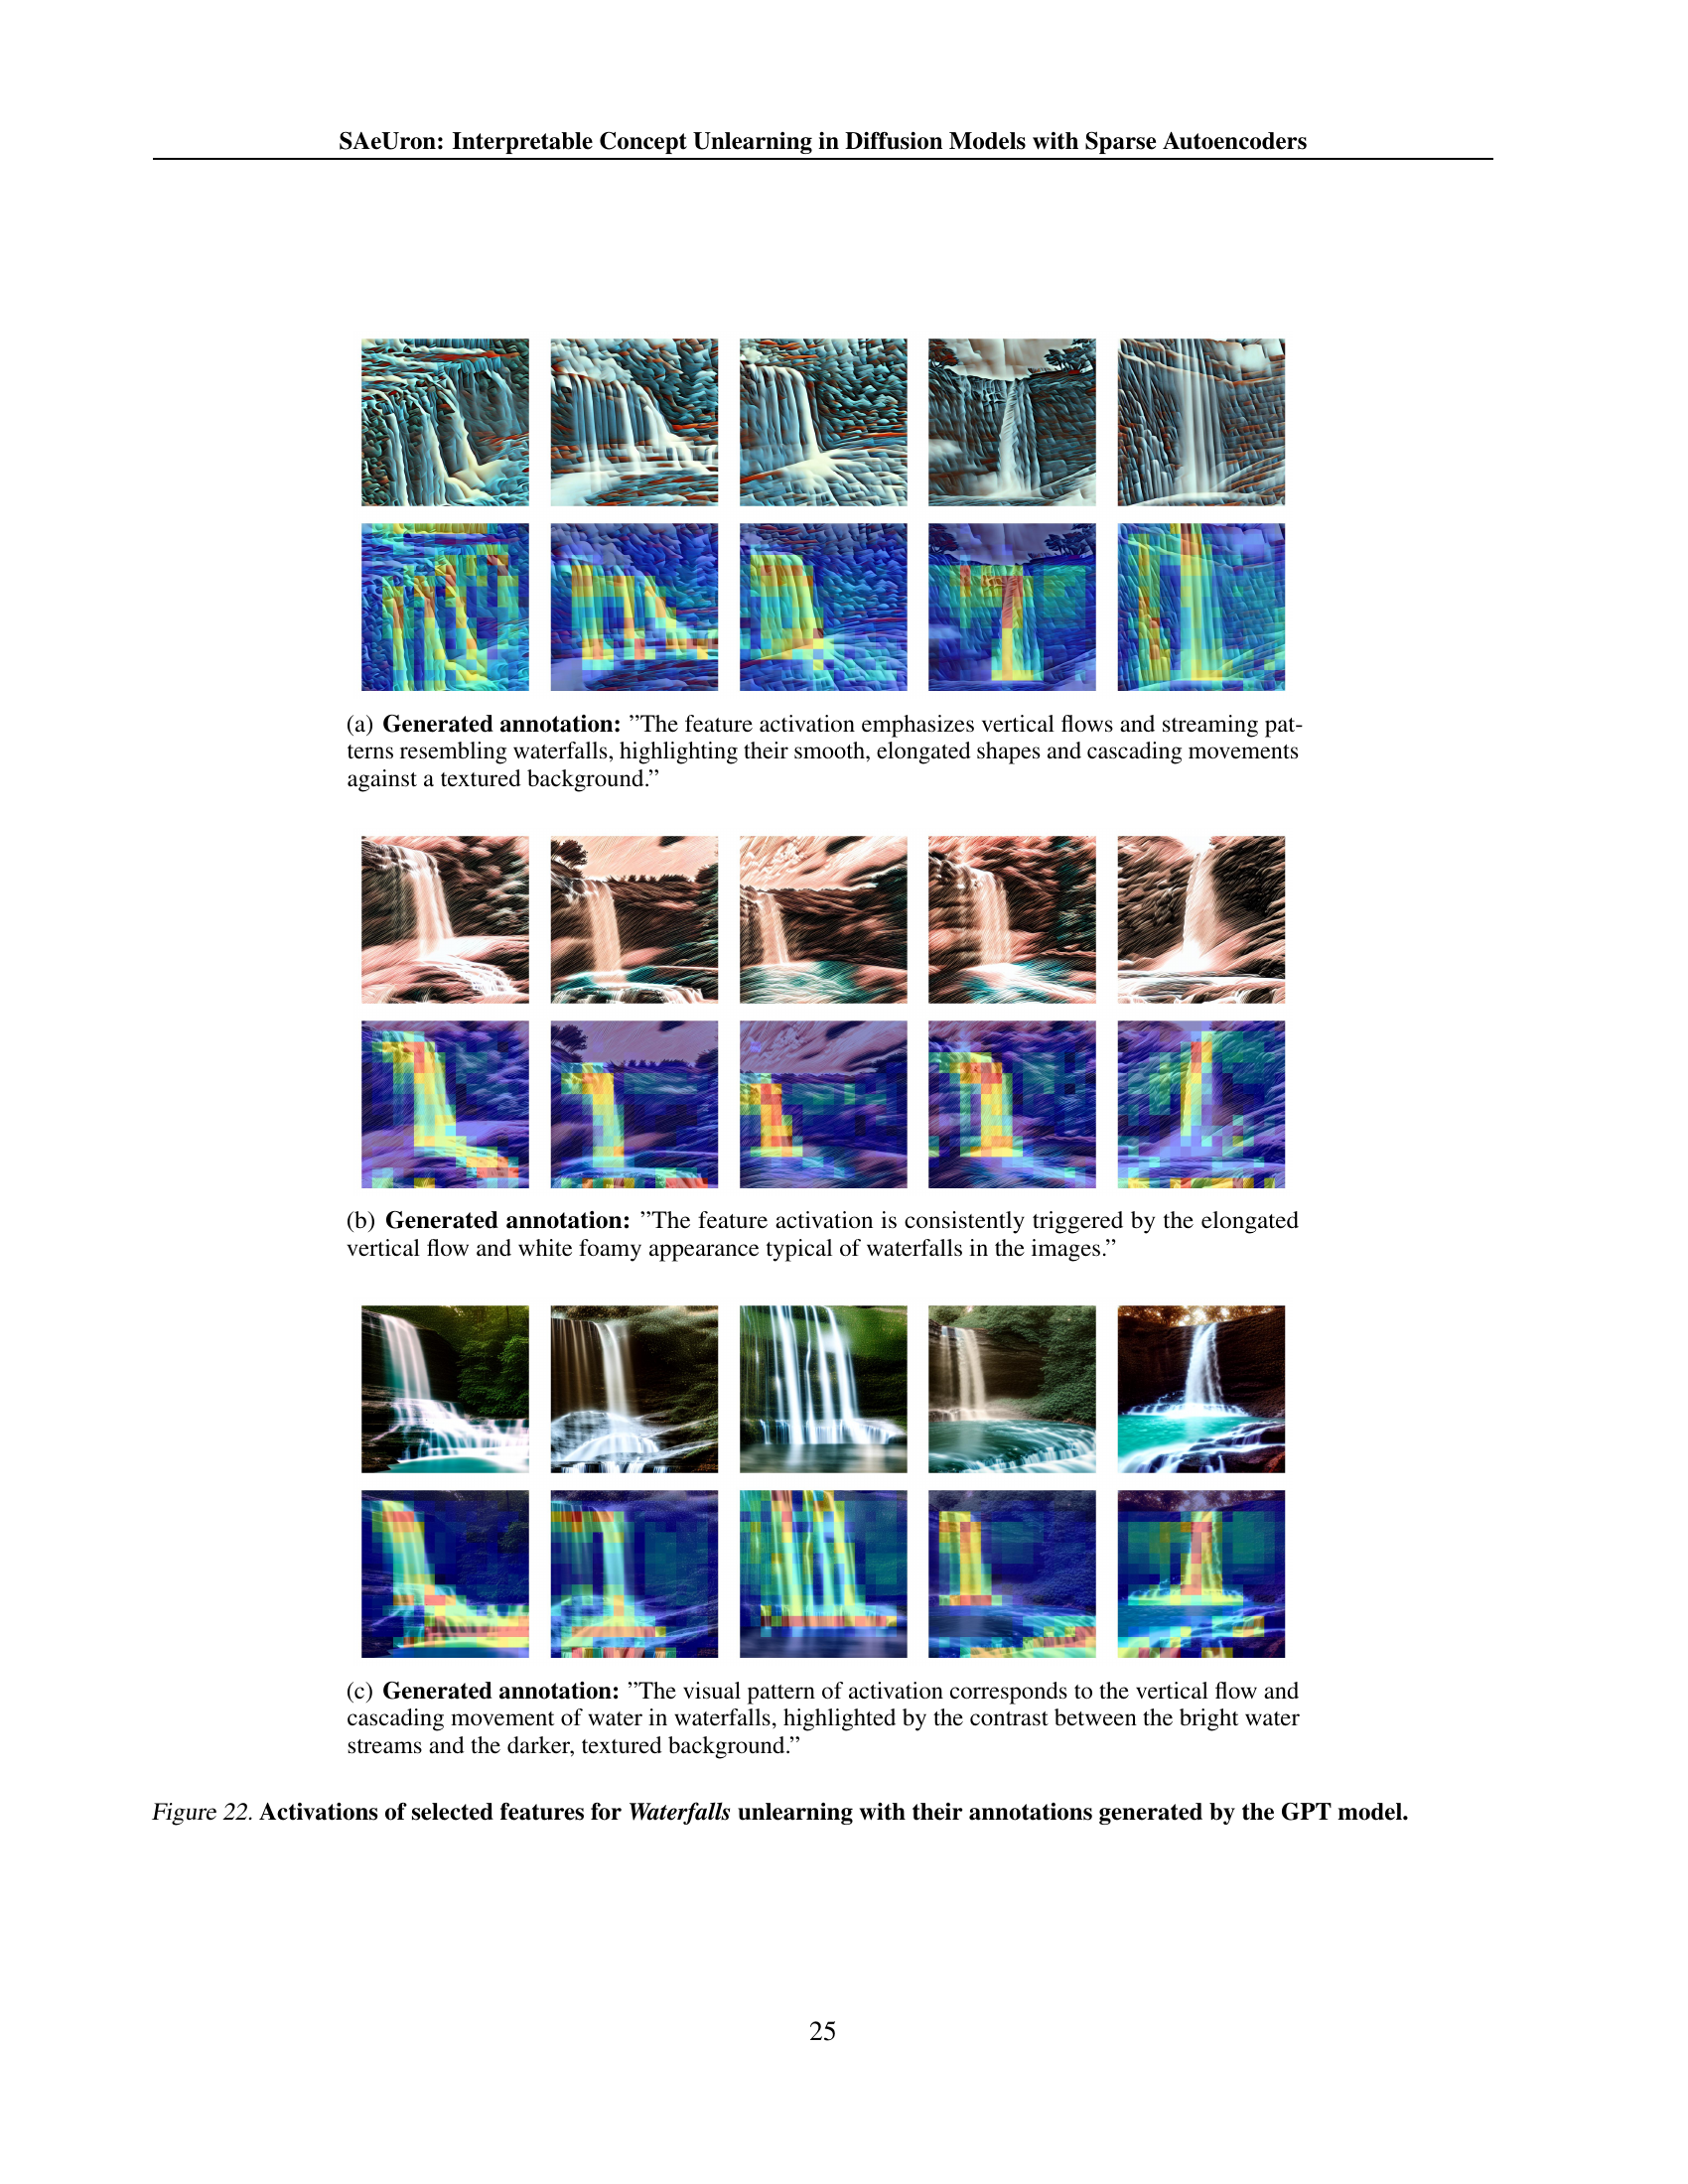 SAeUron: Interpretable Concept Unlearning in Diffusion Models with Sparse Autoencoders
(a) Generated annotation: ”The feature activation emphasizes vertical flows and streaming pat-
terns resembling waterfalls, highlighting their smooth, elongated shapes and cascading movements
against a textured background.”
(b) Generated annotation: ”The feature activation is consistently triggered by the elongated
vertical flow and white foamy appearance typical of waterfalls in the images.”
(c) Generated annotation: ”The visual pattern of activation corresponds to the vertical flow and
cascading movement of water in waterfalls, highlighted by the contrast between the bright water
streams and the darker, textured background.”
Figure 22. Activations of selected features for Waterfalls unlearning with their annotations generated by the GPT model.
25